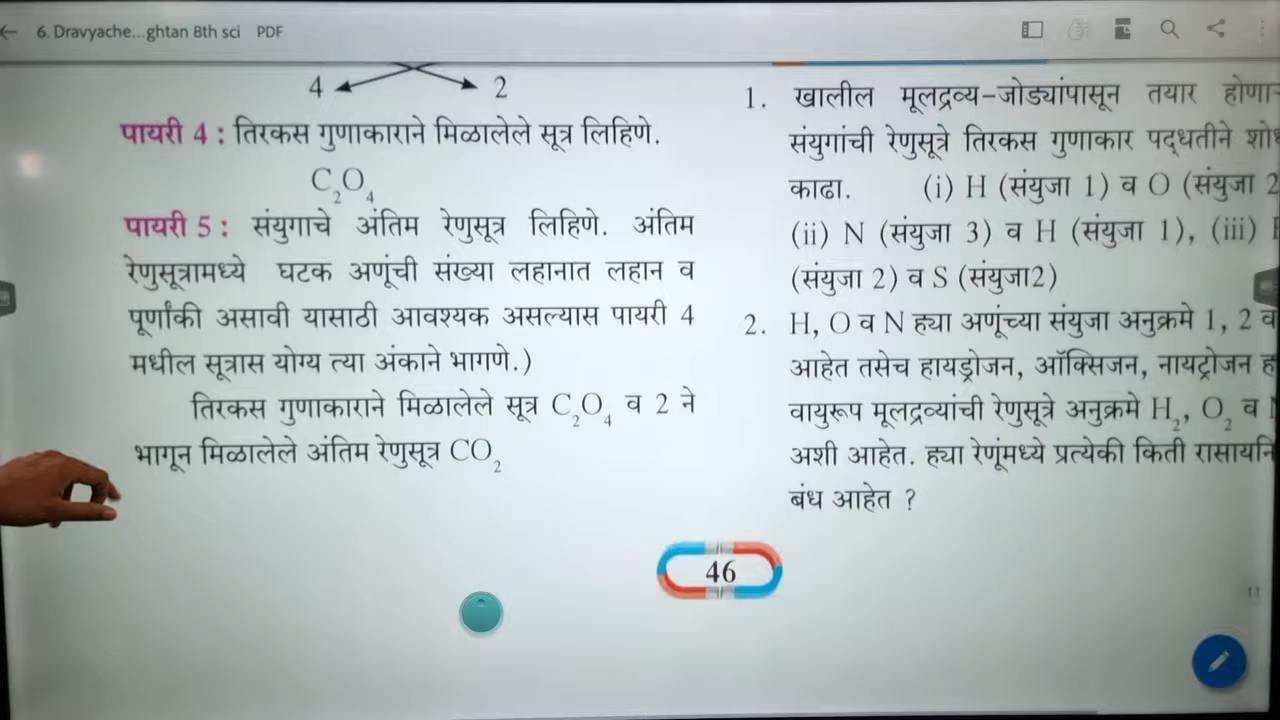 6. Dravyache...ghtan 8th sci PDF
4 2
पायरी 4 : तिरकस गुणाकाराने मिळालेले सूत्र लिहिणे.
C2O4
पायरी 5 : संयुगाचे अंतिम रेणुसूत्र लिहिणे. अंतिम
रेणुसूत्रामध्ये घटक अणूंची संख्या लहानात लहान व
पूर्णांकी असावी यासाठी आवश्यक असल्यास पायरी 4
मधील सूत्रास योग्य त्या अंकाने भागणे.)
तिरकस गुणाकाराने मिळालेले सूत्र C2O4 व 2 ने
भागून मिळालेले अंतिम रेणुसूत्र CO2
1. खालील मूलद्रव्य-जोड्यांपासून तयार
संयुगांची रेणुसूत्रे तिरकस गुणाकार पद्धतीने
काढा. (i) H (संयुजा 1) व O (संयुजा 2
(ii) N (संयुजा 3) व H (संयुजा 1), (iii)
(संयुजा 2) व S (संयुजा2)
2. H, O व N ह्या अणूंच्या संयुजा अनुक्रमे 1, 2 व
आहेत तसेच हायड्रोजन, ऑक्सिजन, नायट्रोजन
वायुरूप मूलद्रव्यांची रेणुसूत्रे अनुक्रमे H2, O2 व
अशी आहेत. ह्या रेणूंमध्ये प्रत्येकी किती
बंध आहेत ?
46